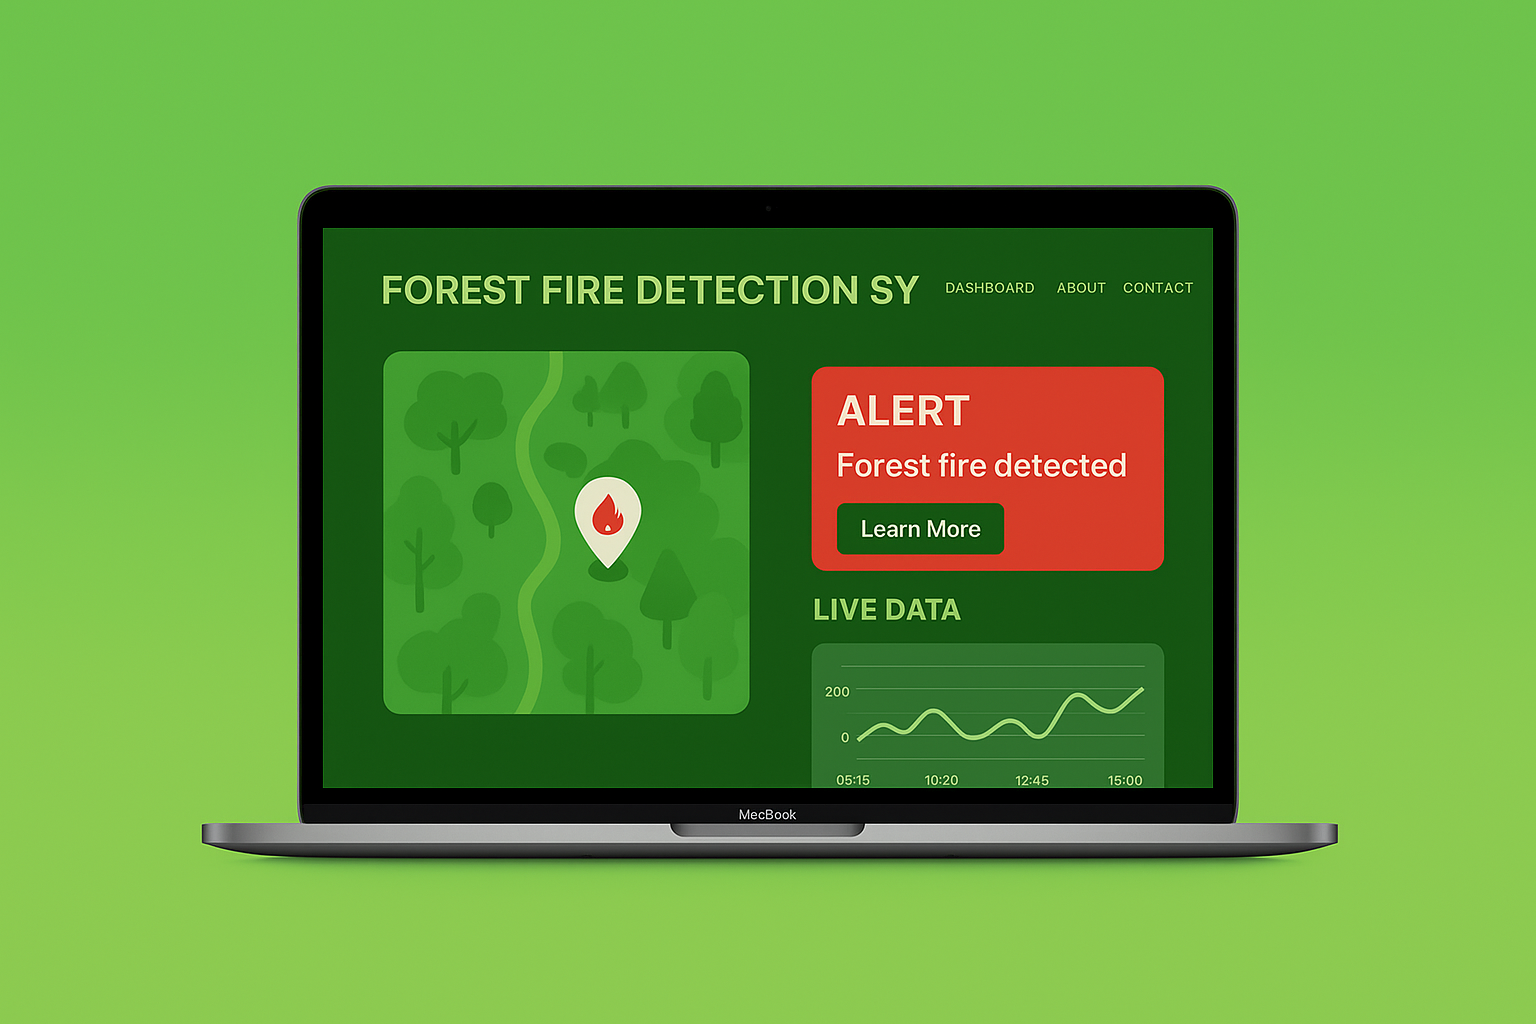 FOREST FIRE DETECTION SY
DASHBOARD ABOUT CONTACT
ALERT
Forest fire detected
Learn More
LIVE DATA
200
0
05:15 10:20 12:45 15:00
MecBook